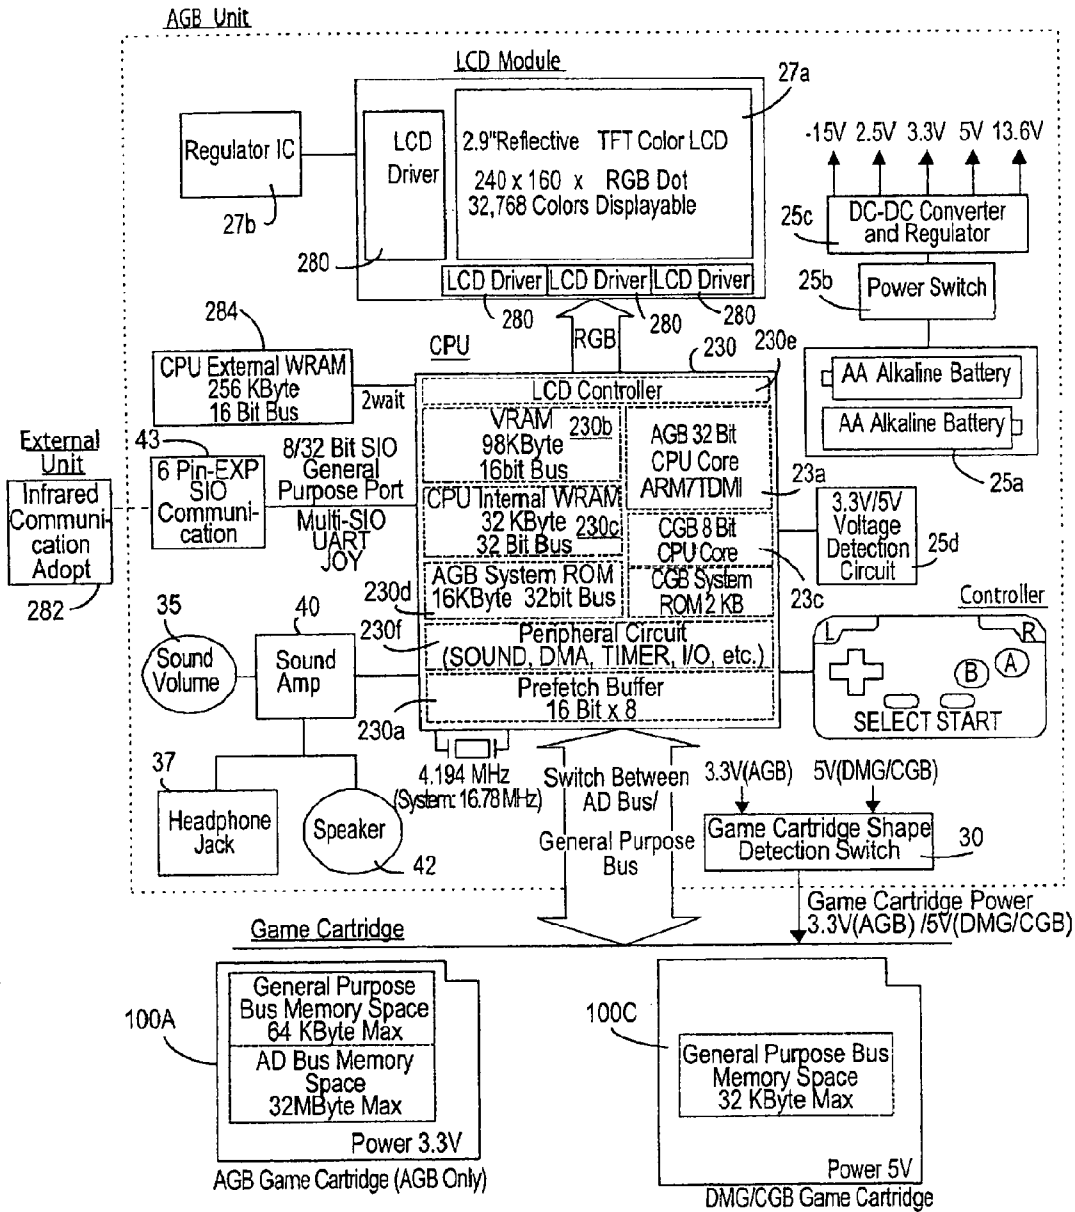 AGB Unit
LCD Module
27a
Regulator IC
27b
LCD
Driver
2.9"Reflective TFT Color LCD
240 x 160 x RGB Dot
32,768 Colors Displayable
280
LCD Driver
LCD Driver
LCD Driver
280
280
280
-15V 2.5V 3.3V 5V 13.6V
25c
DC-DC Converter
and Regulator
25b
Power Switch
AA Alkaline Battery
AA Alkaline Battery
25a
284
CPU External WRAM
256 KByte
16 Bit Bus
2wait
CPU
RGB
230
230e
LCD Controller
VRAM
98KByte
16bit Bus
230b
AGB 32 Bit
CPU Core
ARM7TDMI
23a
CPU Internal WRAM
32 KByte
32 Bit Bus
230c
CGB 8 Bit
CPU Core
23c
AGB System ROM
16KByte 32bit Bus
230d
CGB System
ROM 2 KB
230f
Peripheral Circuit
(SOUND, DMA, TIMER, I/O, etc.)
Prefetch Buffer
16 Bit x 8
230a
External
Unit
Infrared
Communi-
cation
Adopt
282
43
6 Pin-EXP
SIO
Communi-
cation
8/32 Bit SIO
General
Purpose Port
Multi-SIO
UART
JOY
3.3V/5V
Voltage
Detection
Circuit
25d
35
Sound
Volume
40
Sound
Amp
37
Headphone
Jack
Speaker
42
4.194 MHz
(System: 16.78 MHz)
Controller
L
R
B
A
SELECT START
Switch Between
AD Bus/
General Purpose
Bus
3.3V(AGB)
5V(DMG/CGB)
Game Cartridge Shape
Detection Switch
30
Game Cartridge Power
3.3V(AGB) /5V(DMG/CGB)
Game Cartridge
100A
General Purpose
Bus Memory Space
64 KByte Max
AD Bus Memory
Space
32MByte Max
Power 3.3V
AGB Game Cartridge (AGB Only)
100C
General Purpose Bus
Memory Space
32 KByte Max
Power 5V
DMG/CGB Game Cartridge